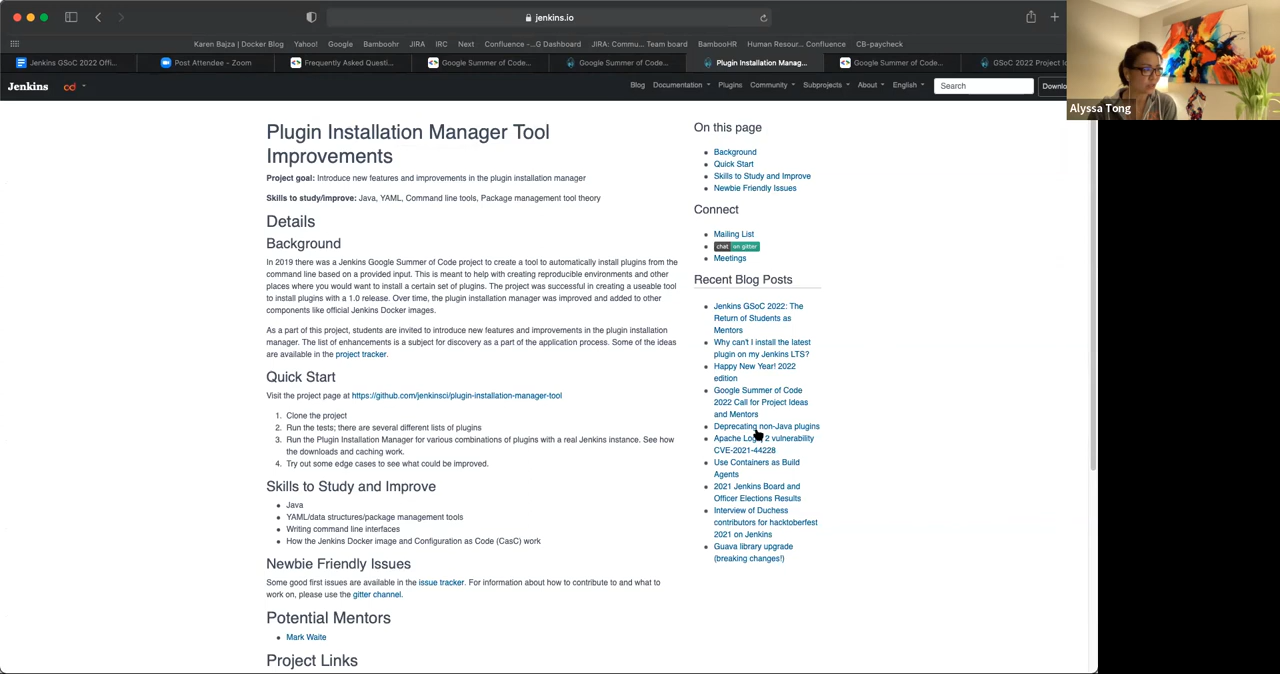 jenkins.io
Karen Bajza | Docker Blog Yahoo! Google Bamboohr JIRA IRC Next Confluence -...G Dashboard JIRA: Commu... Team board BambooHR Human Resour... Confluence CB-paycheck
Jenkins GSoC 2022 Offi... Post Attendee - Zoom Frequently Asked Questi... Google Summer of Code... Google Summer of Code... Plugin Installation Manag... Google Summer of Code... GSoC 2022 Project Id
Jenkins cd Blog Documentation Plugins Community Subprojects About English Search Downlo
Alyssa Tong
Plugin Installation Manager Tool
Improvements
Project goal: Introduce new features and improvements in the plugin installation manager
Skills to study/improve: Java, YAML, Command line tools, Package management tool theory
Details
Background
In 2019 there was a Jenkins Google Summer of Code project to create a tool to automatically install plugins from the
command line based on a provided input. This is meant to help with creating reproducible environments and other
places where you would want to install a certain set of plugins. The project was successful in creating a useable tool
to install plugins with a 1.0 release. Over time, the plugin installation manager was improved and added to other
components like official Jenkins Docker images.
As a part of this project, students are invited to introduce new features and improvements in the plugin installation
manager. The list of enhancements is a subject for discovery as a part of the application process. Some of the ideas
are available in the project tracker.
Quick Start
Visit the project page at https://github.com/jenkinsci/plugin-installation-manager-tool
1. Clone the project
2. Run the tests; there are several different lists of plugins
3. Run the Plugin Installation Manager for various combinations of plugins with a real Jenkins instance. See how
the downloads and caching work.
4. Try out some edge cases to see what could be improved.
Skills to Study and Improve
Java
YAML/data structures/package management tools
Writing command line interfaces
How the Jenkins Docker image and Configuration as Code (CasC) work
Newbie Friendly Issues
Some good first issues are available in the issue tracker. For information about how to contribute to and what to
work on, please use the gitter channel.
Potential Mentors
Mark Waite
Project Links
On this page
Background
Quick Start
Skills to Study and Improve
Newbie Friendly Issues
Connect
Mailing List
chat on gitter
Meetings
Recent Blog Posts
Jenkins GSoC 2022: The
Return of Students as
Mentors
Why can't I install the latest
plugin on my Jenkins LTS?
Happy New Year! 2022
edition
Google Summer of Code
2022 Call for Project Ideas
and Mentors
Deprecating non-Java plugins
Apache 2 vulnerability
CVE-2021-44228
Use Containers as Build
Agents
2021 Jenkins Board and
Officer Elections Results
Interview of Duchess
contributors for hacktoberfest
2021 on Jenkins
Guava library upgrade
(breaking changes!)